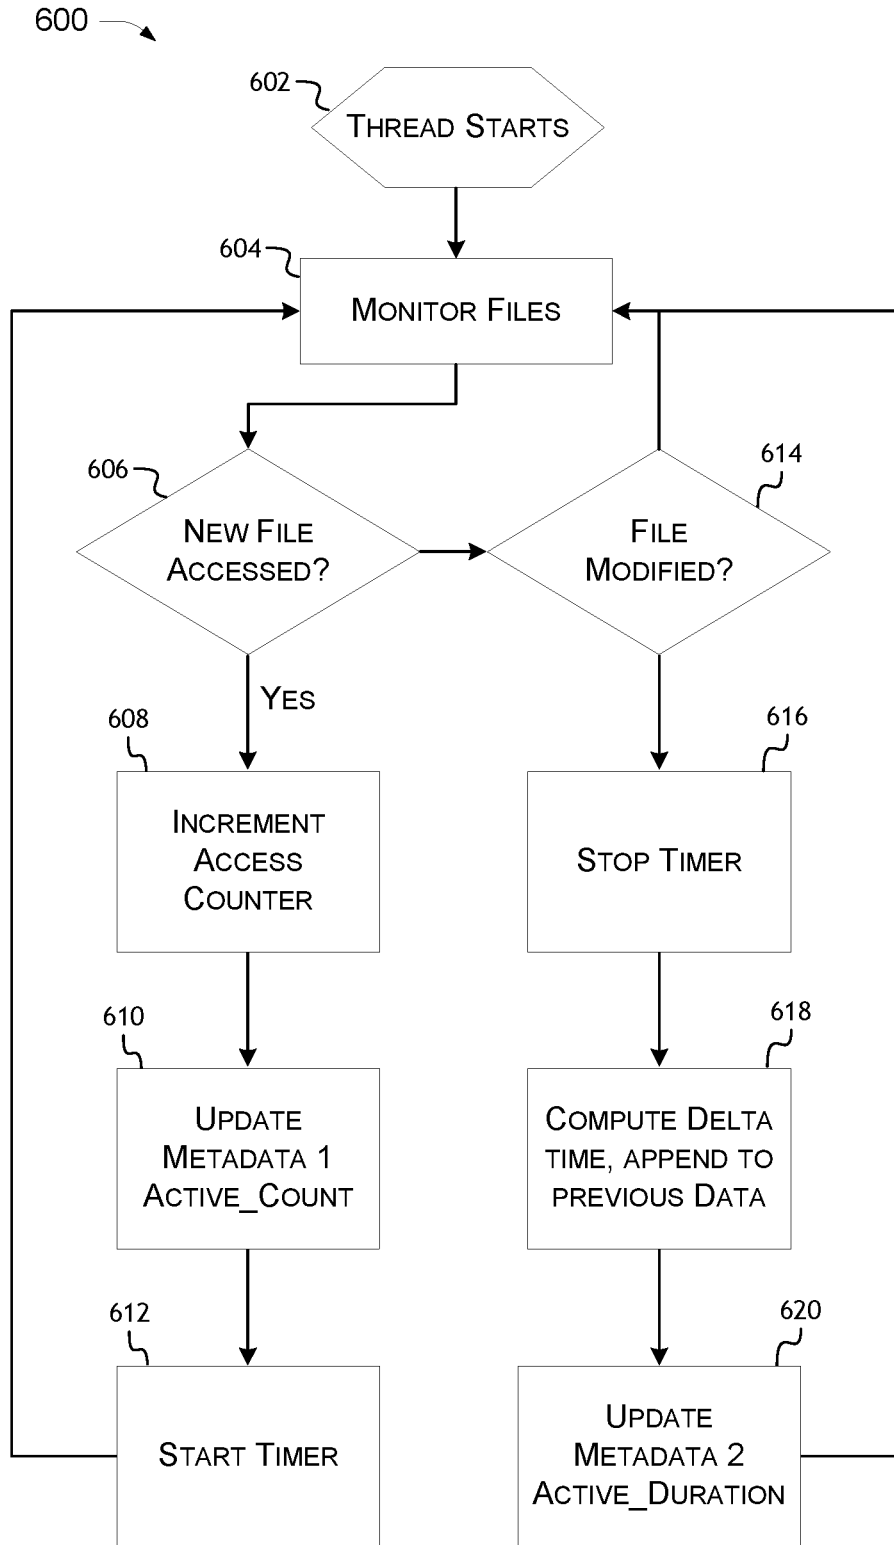 600
602
THREAD STARTS
604
MONITOR FILES
606
NEW FILE
ACCESSED?
614
FILE
MODIFIED?
YES
608
INCREMENT
ACCESS
COUNTER
616
STOP TIMER
610
UPDATE
METADATA 1
ACTIVE_COUNT
618
COMPUTE DELTA
TIME, APPEND TO
PREVIOUS DATA
612
START TIMER
620
UPDATE
METADATA 2
ACTIVE_DURATION